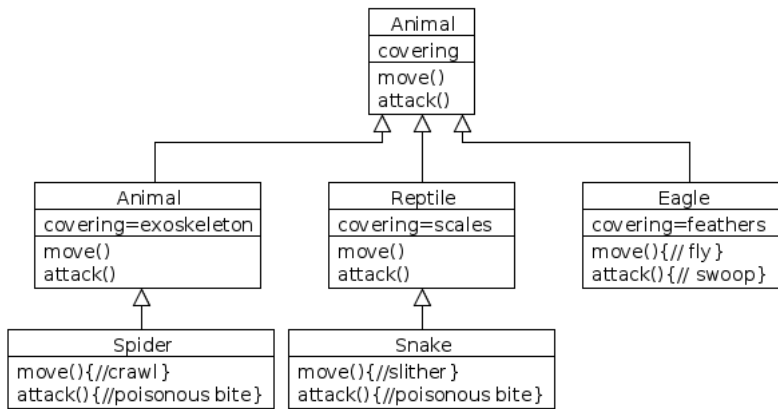 Animal
covering
move()
attack()
Animal
covering=exoskeleton
move()
attack()
Reptile
covering=scales
move()
attack()
Eagle
covering=feathers
move(){// fly}
attack(){// swoop}
Spider
move(){//crawl}
attack(){//poisonous bite}
Snake
move(){//slither}
attack(){//poisonous bite}